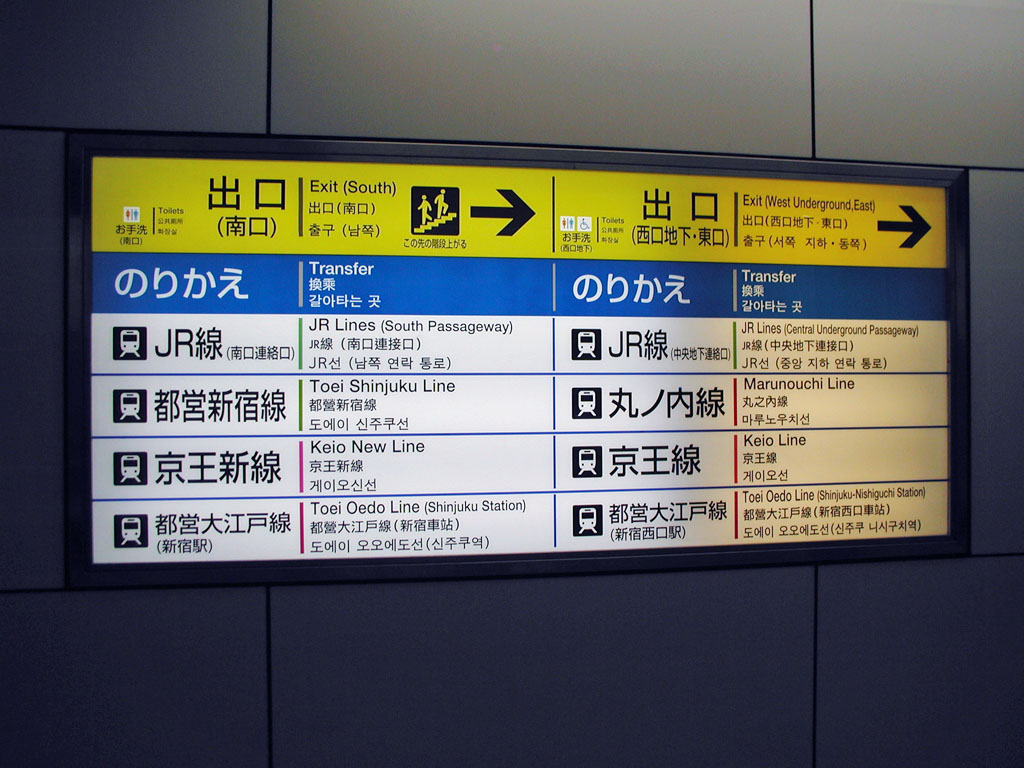 出口
(南口)
Exit (South)
出口(南口)
출구 (남쪽)
お手洗
(南口)
Toilets
公共厠所
화장실
この先の階段上がる
出口
(西口地下・東口)
Exit (West Underground,East)
出口(西口地下・東口)
출구 (서쪽 지하・동쪽)
お手洗
(西口地下)
Toilets
公共厠所
화장실
のりかえ
Transfer
換乗
갈아타는 곳
JR線(南口連絡口)
JR Lines (South Passageway)
JR線(南口連接口)
JR선 (남쪽 연락 통로)
都営新宿線
Toei Shinjuku Line
都營新宿線
도에이 신주쿠선
京王新線
Keio New Line
京王新線
게이오신선
都営大江戸線
(新宿駅)
Toei Oedo Line (Shinjuku Station)
都營大江戶線(新宿車站)
도에이 오오에도선(신주쿠역)
のりかえ
Transfer
換乗
갈아타는 곳
JR線(中央地下連絡口)
JR Lines (Central Underground Passageway)
JR線(中央地下連接口)
JR선 (중앙 지하 연락 통로)
丸ノ内線
Marunouchi Line
丸之內線
마루노우치선
京王線
Keio Line
京王線
게이오선
都営大江戸線
(新宿西口駅)
Toei Oedo Line (Shinjuku-Nishiguchi Station)
都營大江戶線(新宿西口車站)
도에이 오오에도선(신주쿠 니시구치역)